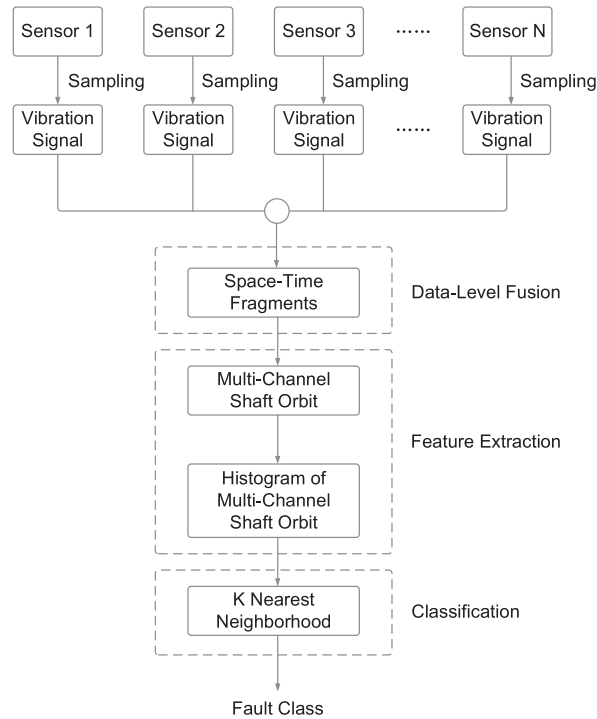 Sensor 1
Sensor 2
Sensor 3
......
Sensor N
Sampling
Sampling
Sampling
Sampling
Vibration
Signal
Vibration
Signal
Vibration
Signal
......
Vibration
Signal
Space-Time
Fragments
Data-Level Fusion
Multi-Channel
Shaft Orbit
Feature Extraction
Histogram of
Multi-Channel
Shaft Orbit
K Nearest
Neighborhood
Classification
Fault Class